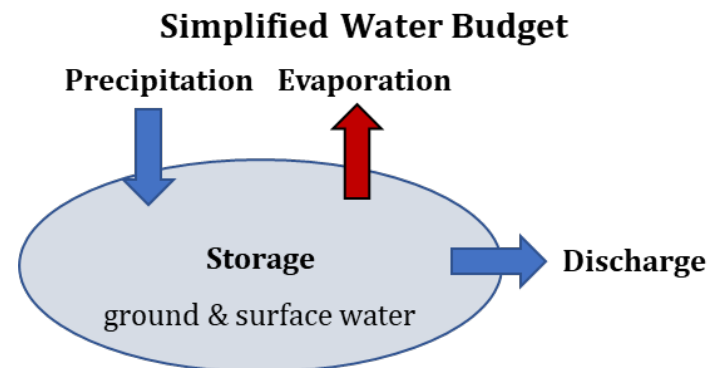 Simplified Water Budget
Precipitation Evaporation
Storage
Discharge
ground & surface water